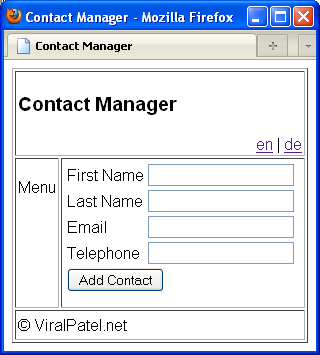 Contact Manager - Mozilla Firefox
Contact Manager
Contact Manager
en | de
Menu
First Name
Last Name
Email
Telephone
Add Contact
© ViralPatel.net